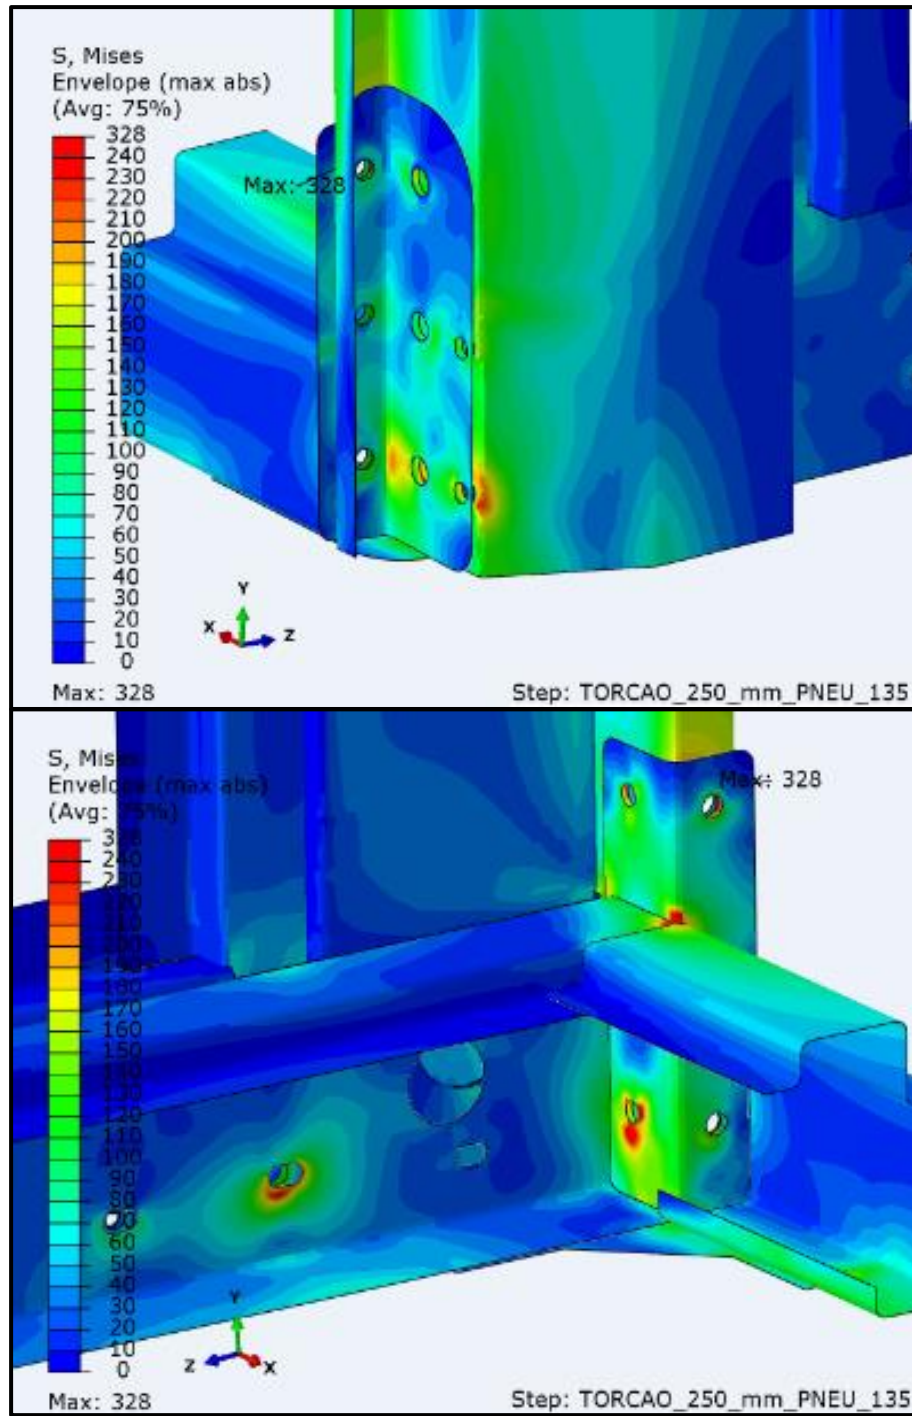 S, Mises
Envelope (max abs)
(Avg: 75%)
328
240
230
220
210
200
190
180
170
160
150
140
130
120
110
100
90
80
70
60
50
40
30
20
10
0
Max: 328
Max: 328
Y
X
Z
Step: TORCAO_250_mm_PNEU_135
S, Mises
Envelope (max abs)
(Avg: 75%)
328
240
230
220
210
200
190
180
170
160
150
140
130
120
110
100
90
80
70
60
50
40
30
20
10
0
Max: 328
Max: 328
Y
Z
X
Step: TORCAO_250_mm_PNEU_135